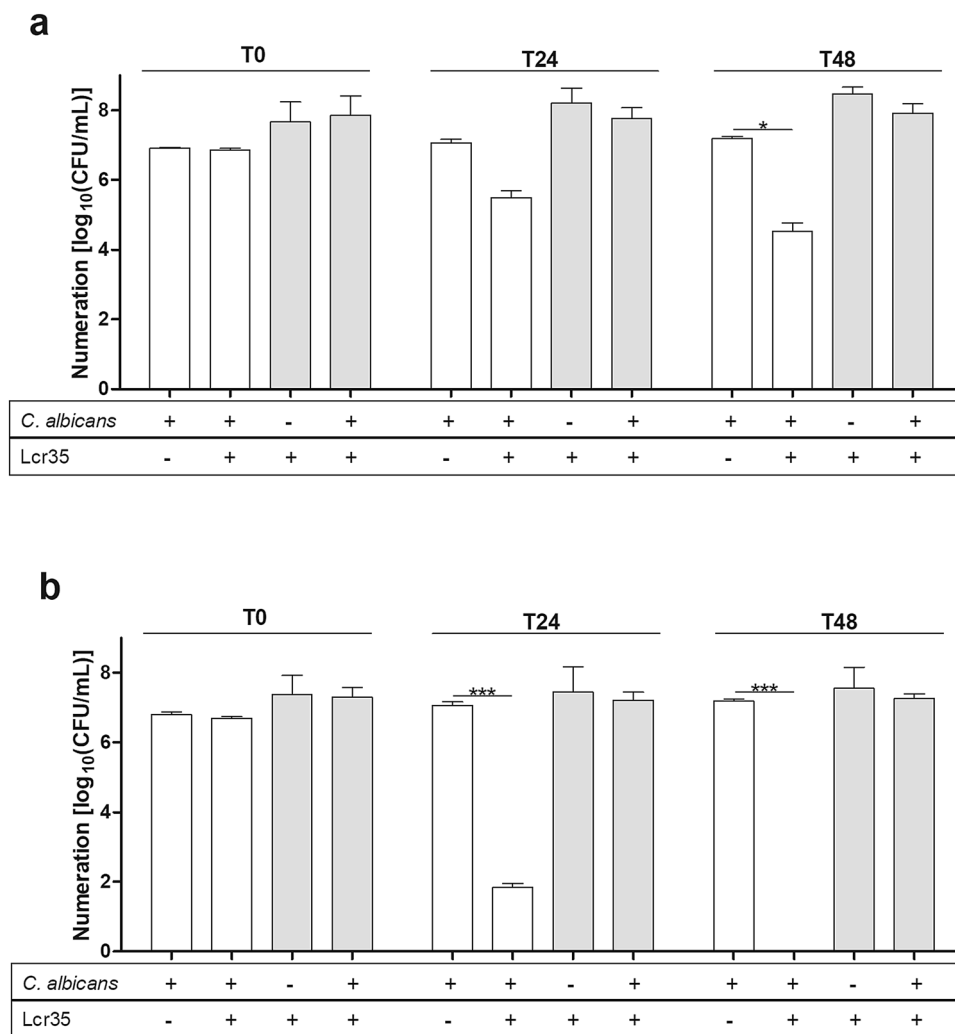 a
T0 T24 T48
Numeration [log10(CFU/mL)]
8
*
6
4
2
0
C. albicans + + - + + + - + + + - +
Lcr35 - + + + - + + + - + + +
b
T0 T24 T48
Numeration [log10(CFU/mL)]
8
*** ***
6
4
2
0
C. albicans + + - + + + - + + + - +
Lcr35 - + + + - + + + - + + +